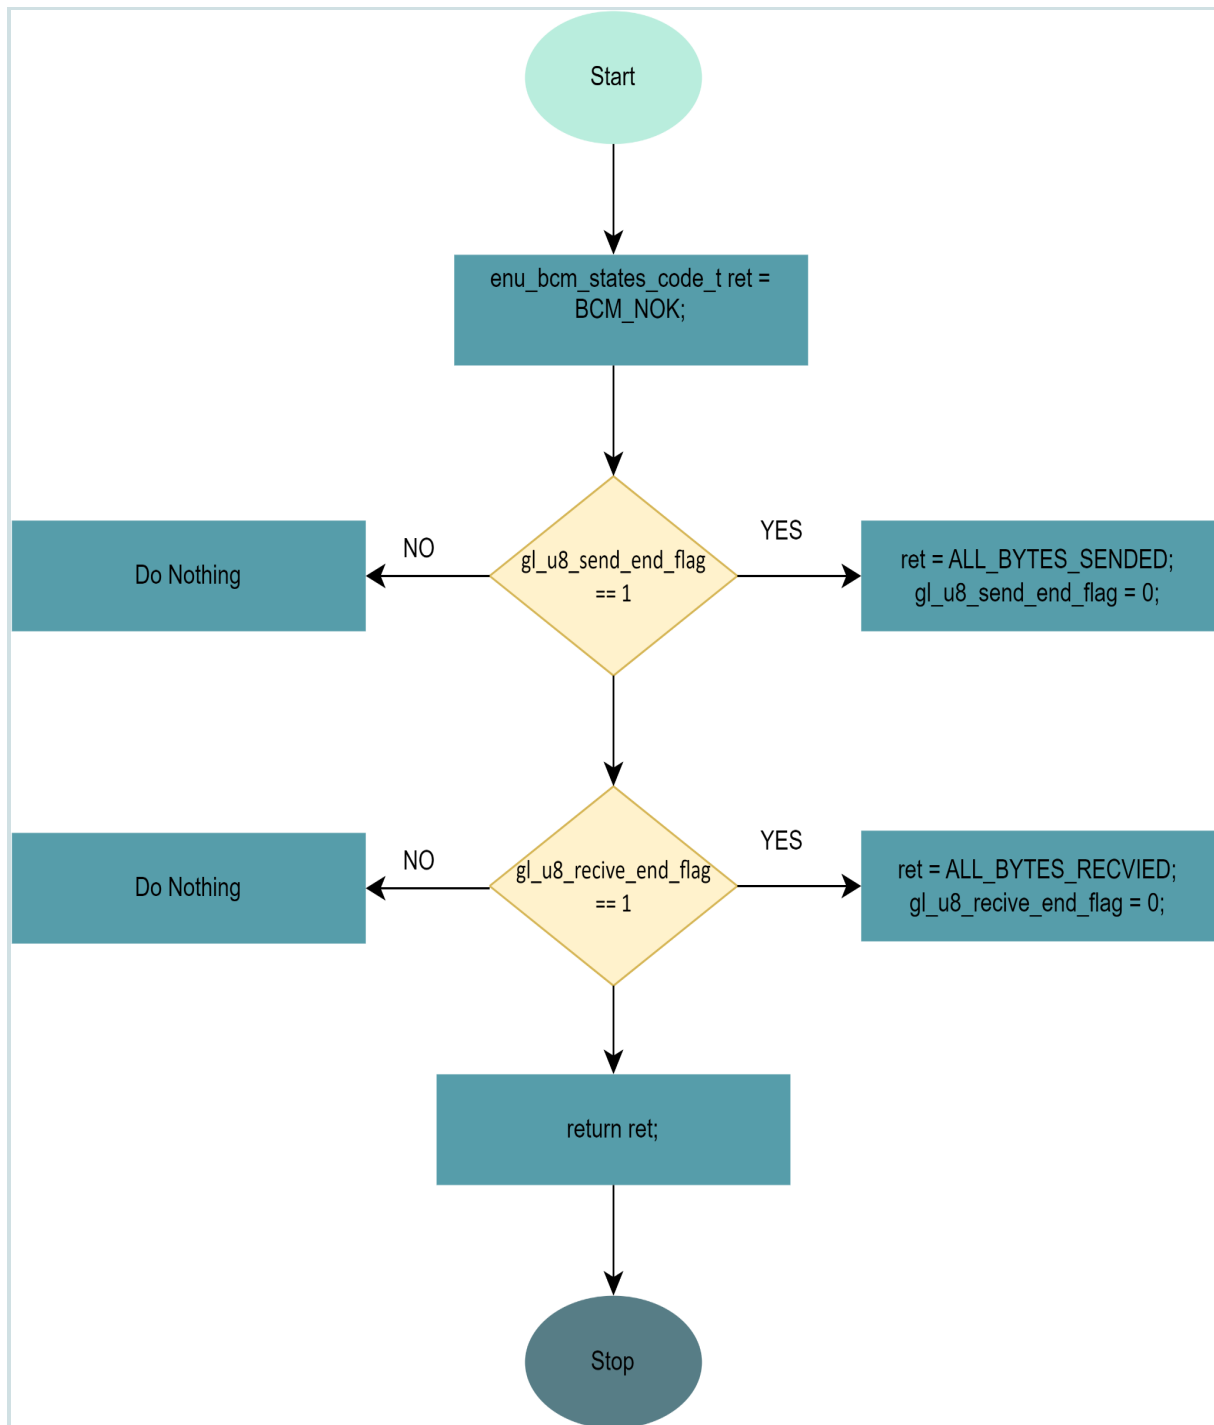 Start
enu_bcm_states_code_t ret =
BCM_NOK;
NO
YES
Do Nothing
gl_u8_send_end_flag
== 1
ret = ALL_BYTES_SENDED;
gl_u8_send_end_flag = 0;
NO
YES
Do Nothing
gl_u8_recive_end_flag
== 1
ret = ALL_BYTES_RECVIED;
gl_u8_recive_end_flag = 0;
return ret;
Stop